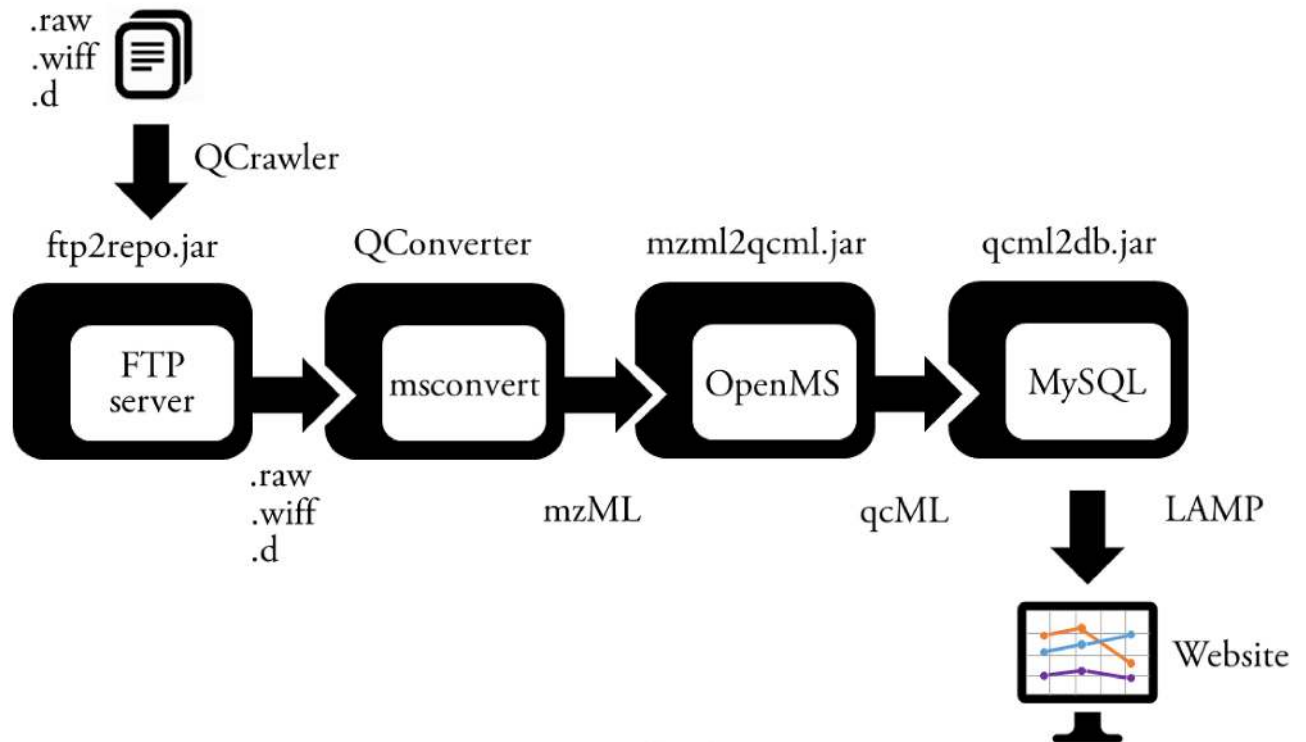 .raw
.wiff
.d
QCrawler
ftp2repo.jar
QConverter
mzml2qcml.jar
qcml2db.jar
FTP
server
msconvert
OpenMS
MySQL
.raw
.wiff
.d
mzML
qcML
LAMP
Website